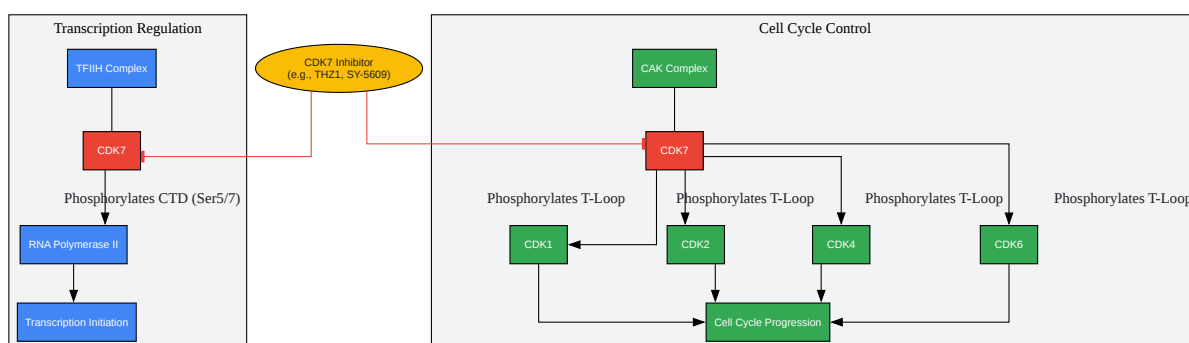 Transcription Regulation
Cell Cycle Control
TFIIH Complex
CDK7 Inhibitor
(e.g., THZ1, SY-5609)
CAK Complex
CDK7
CDK7
Phosphorylates CTD (Ser5/7)
Phosphorylates T-Loop
Phosphorylates T-Loop
Phosphorylates T-Loop
Phosphorylates T-Loop
RNA Polymerase II
CDK1
CDK2
CDK4
CDK6
Transcription Initiation
Cell Cycle Progression